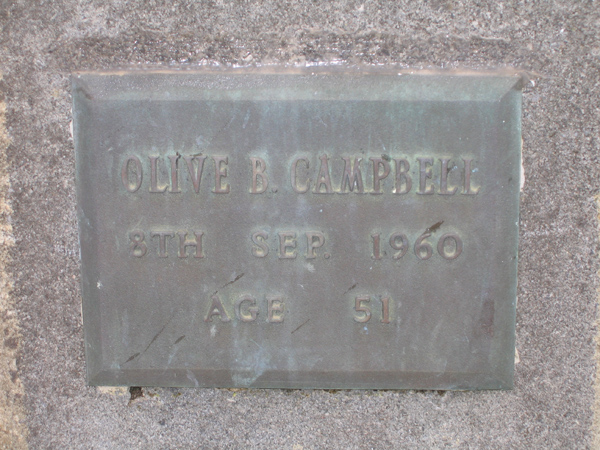 OLIVE B. CAMPBELL
8TH SEP. 1960
AGE 51